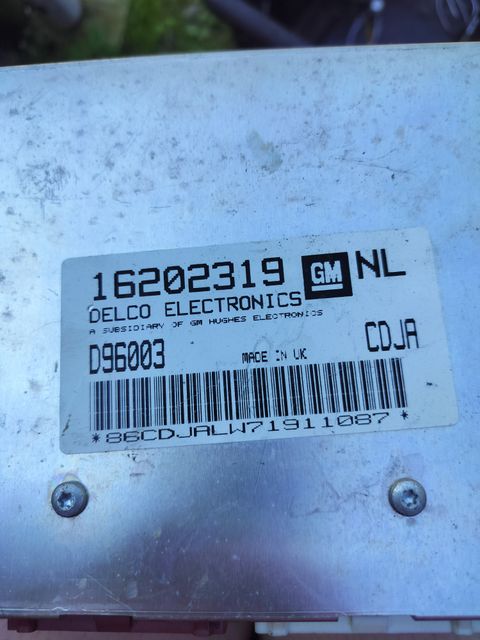 16202319 GM NL
DELCO ELECTRONICS
A SUBSIDIARY OF GM HUGHES ELECTRONICS
D96003 MADE IN UK CDJA
*86CDJALW71911087*